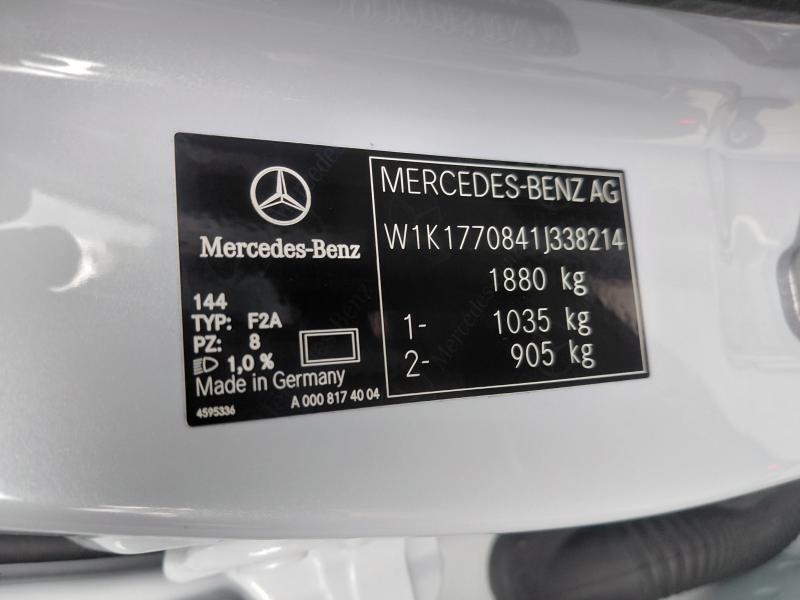 Mercedes-Benz
144
TYP: F2A
PZ: 8
1,0 %
Made in Germany
4595336
A 000 817 40 04
MERCEDES-BENZ AG
W1K1770841J338214
1880 kg
1- 1035 kg
2- 905 kg